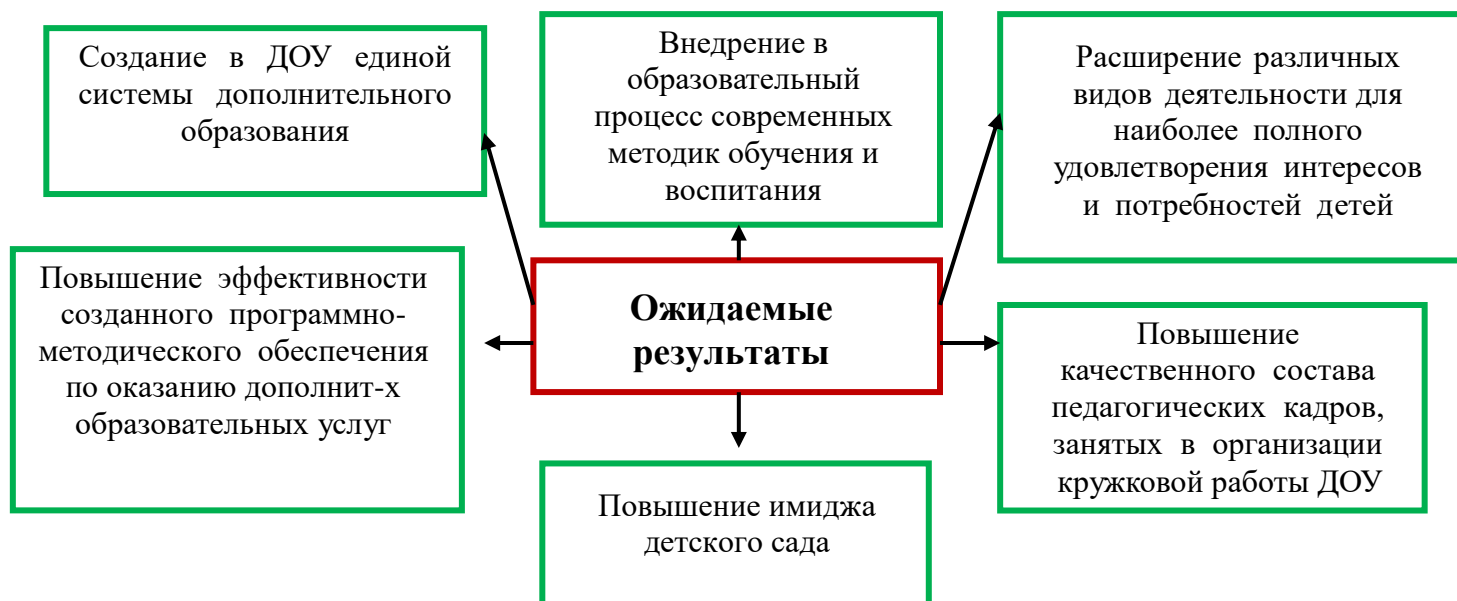 Создание в ДОУ единой
системы дополнительного
образования
Внедрение в
образовательный
процесс современных
методик обучения и
воспитания
Расширение различных
видов деятельности для
наиболее полного
удовлетворения интересов
и потребностей детей
Повышение эффективности
созданного программно-
методического обеспечения
по оказанию дополнит-х
образовательных услуг
Ожидаемые
результаты
Повышение
качественного состава
педагогических кадров,
занятых в организации
кружковой работы ДОУ
Повышение имиджа
детского сада